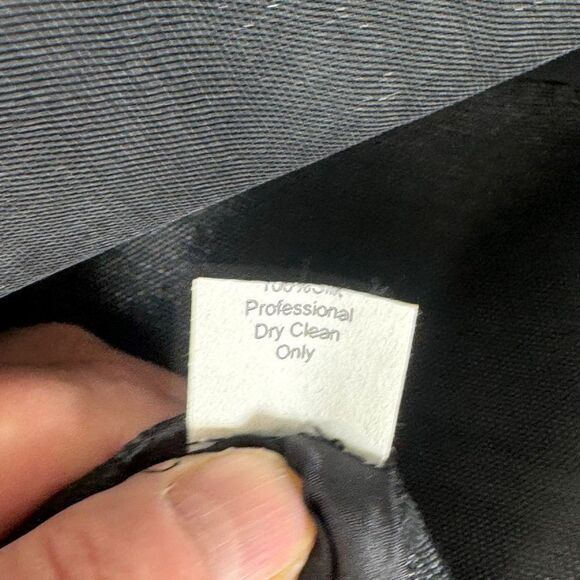 100% Silk
Professional
Dry Clean
Only